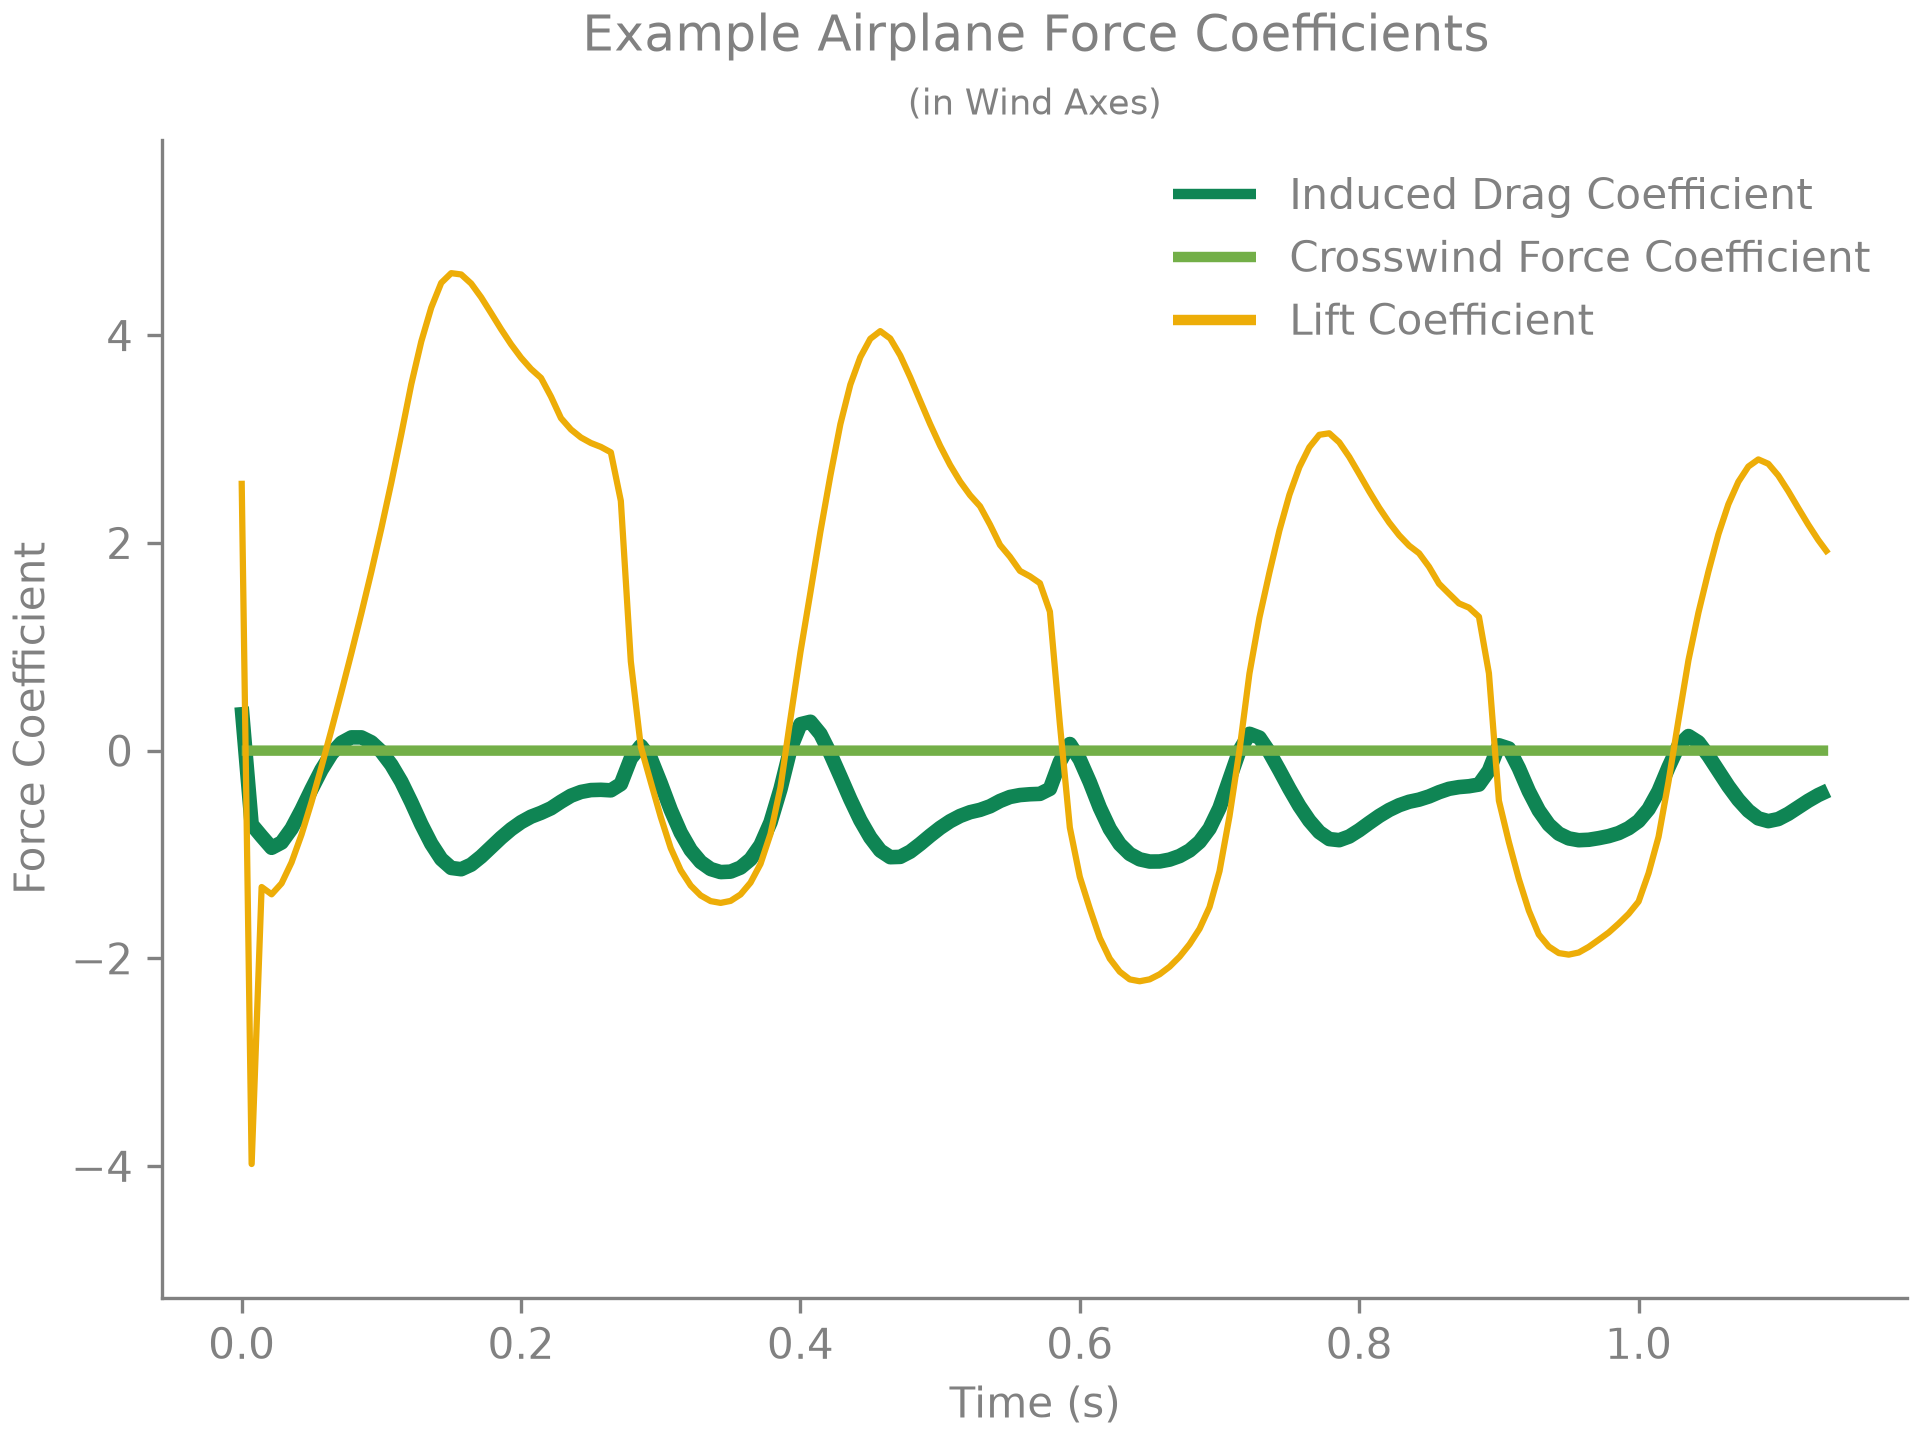 Example Airplane Force Coefficients
(in Wind Axes)
Induced Drag Coefficient
Crosswind Force Coefficient
Lift Coefficient
Force Coefficient
4
2
0
−2
−4
0.0 0.2 0.4 0.6 0.8 1.0
Time (s)